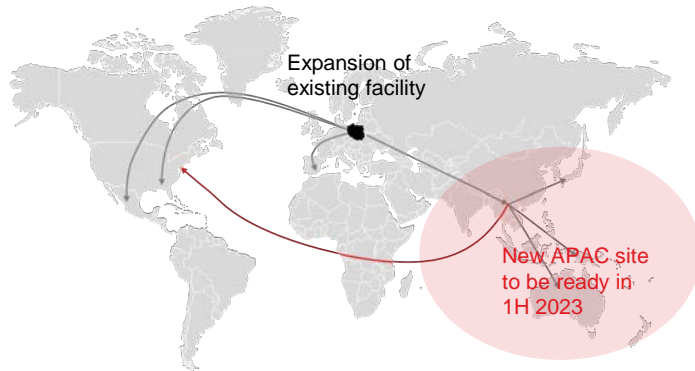 Expansion of
existing facility
New APAC site
to be ready in
1H 2023